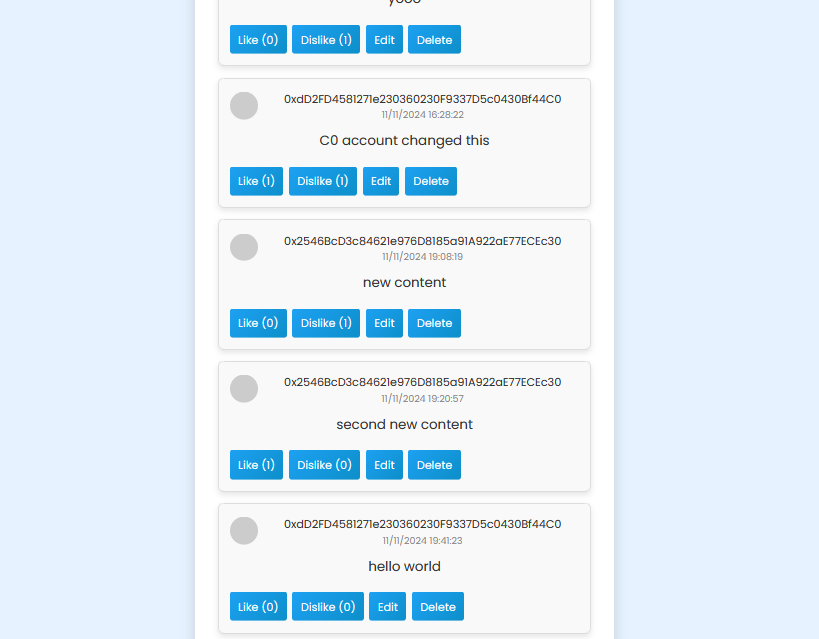 yooo
Like (0) Dislike (1) Edit Delete
0xdD2FD4581271e230360230F9337D5c0430Bf44C0
11/11/2024 16:28:22
C0 account changed this
Like (1) Dislike (1) Edit Delete
0x2546BcD3c84621e976D8185a91A922aE77ECEc30
11/11/2024 19:08:19
new content
Like (0) Dislike (1) Edit Delete
0x2546BcD3c84621e976D8185a91A922aE77ECEc30
11/11/2024 19:20:57
second new content
Like (1) Dislike (0) Edit Delete
0xdD2FD4581271e230360230F9337D5c0430Bf44C0
11/11/2024 19:41:23
hello world
Like (0) Dislike (0) Edit Delete